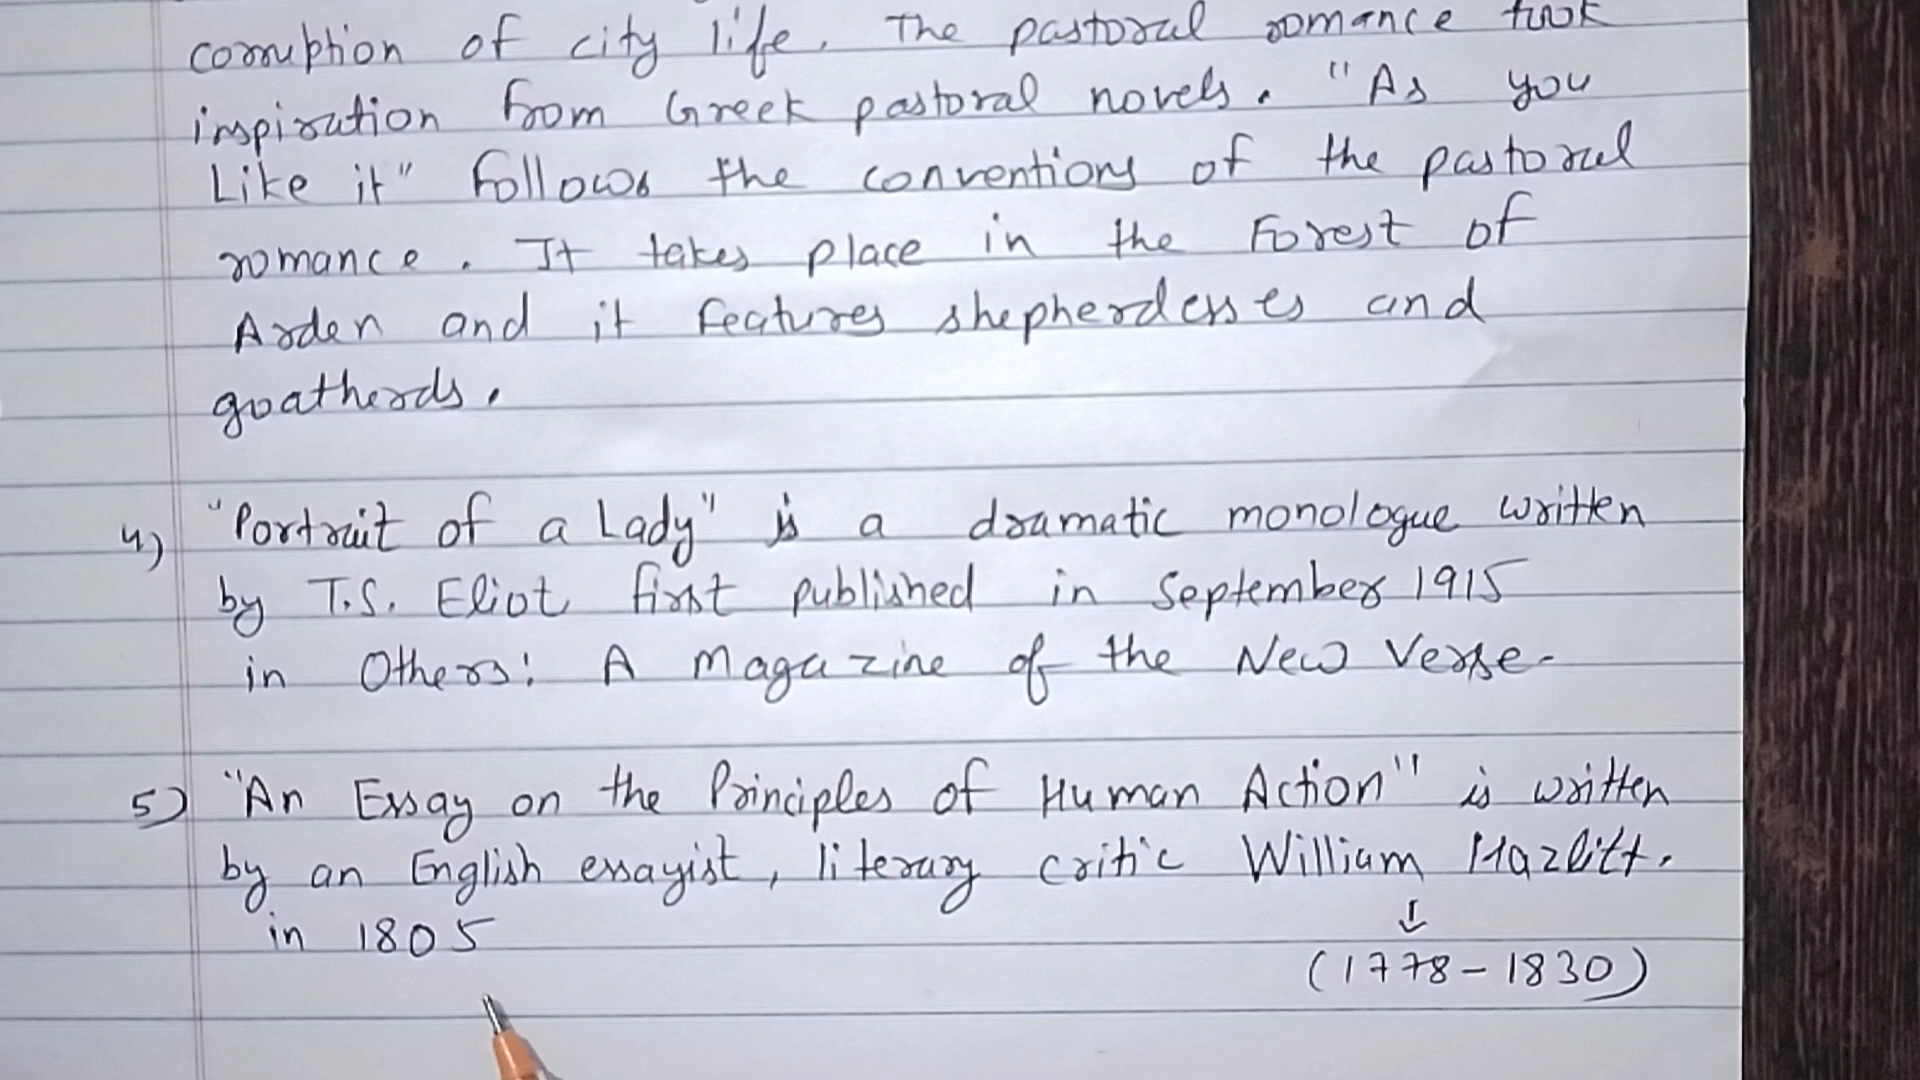 corruption of city life. The pastoral romance took
inspiration from Greek pastoral novels. "As you
Like it" follows the conventions of the pastoral
romance. It takes place in the Forest of
Arden and it features shepherdesses and
goatherds.
4) "Portrait of a Lady" is a dramatic monologue written
by T.S. Eliot first published in September 1915
in Others: A Magazine of the New Verse-
5) "An Essay on the Principles of Human Action" is written
by an English essayist, literary critic William Hazlitt.
in 1805
↓
(1778-1830)